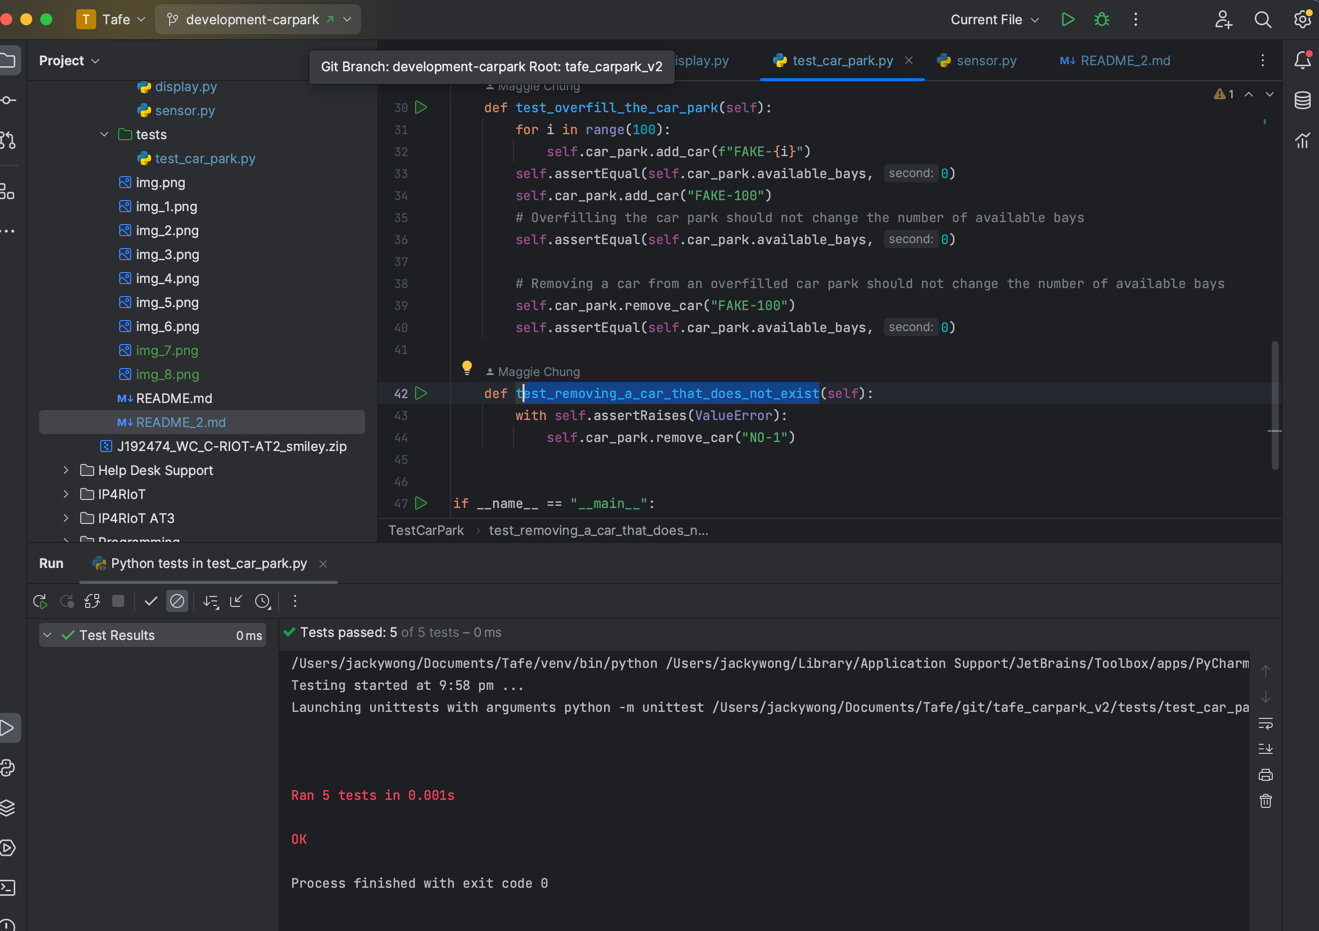 T Tafe development-carpark Current File
Project
Git Branch: development-carpark Root: tafe_carpark_v2
isplay.py
test_car_park.py
sensor.py
README_2.md
display.py
sensor.py
tests
test_car_park.py
img.png
img_1.png
img_2.png
img_3.png
img_4.png
img_5.png
img_6.png
img_7.png
img_8.png
README.md
README_2.md
J192474_WC_C-RIOT-AT2_smiley.zip
Help Desk Support
IP4RIoT
IP4RIoT AT3
Programming
Maggie Chung
1
30 def test_overfill_the_car_park(self):
31 for i in range(100):
32 self.car_park.add_car(f"FAKE-{i}")
33 self.assertEqual(self.car_park.available_bays, second: 0)
34 self.car_park.add_car("FAKE-100")
35 # Overfilling the car park should not change the number of available bays
36 self.assertEqual(self.car_park.available_bays, second: 0)
37
38 # Removing a car from an overfilled car park should not change the number of available bays
39 self.car_park.remove_car("FAKE-100")
40 self.assertEqual(self.car_park.available_bays, second: 0)
41
Maggie Chung
42 def test_removing_a_car_that_does_not_exist(self):
43 with self.assertRaises(ValueError):
44 self.car_park.remove_car("NO-1")
45
46
47 if __name__ == "__main__":
TestCarPark › test_removing_a_car_that_does_n...
Run Python tests in test_car_park.py
Test Results 0 ms
Tests passed: 5 of 5 tests – 0 ms
/Users/jackywong/Documents/Tafe/venv/bin/python /Users/jackywong/Library/Application Support/JetBrains/Toolbox/apps/PyCharm
Testing started at 9:58 pm ...
Launching unittests with arguments python -m unittest /Users/jackywong/Documents/Tafe/git/tafe_carpark_v2/tests/test_car_pa
Ran 5 tests in 0.001s
OK
Process finished with exit code 0